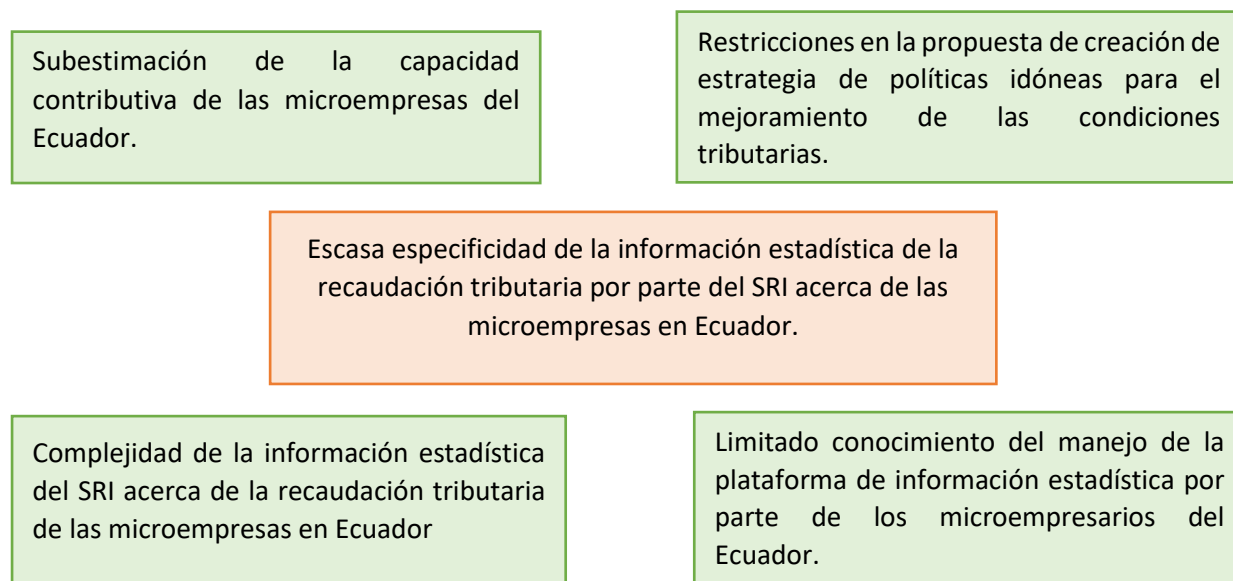 Subestimación de la capacidad
contributiva de las microempresas del
Ecuador.
Restricciones en la propuesta de creación de
estrategia de políticas idóneas para el
mejoramiento de las condiciones
tributarias.
Escasa especificidad de la información estadística de la
recaudación tributaria por parte del SRI acerca de las
microempresas en Ecuador.
Complejidad de la información estadística
del SRI acerca de la recaudación tributaria
de las microempresas en Ecuador
Limitado conocimiento del manejo de la
plataforma de información estadística por
parte de los microempresarios del
Ecuador.